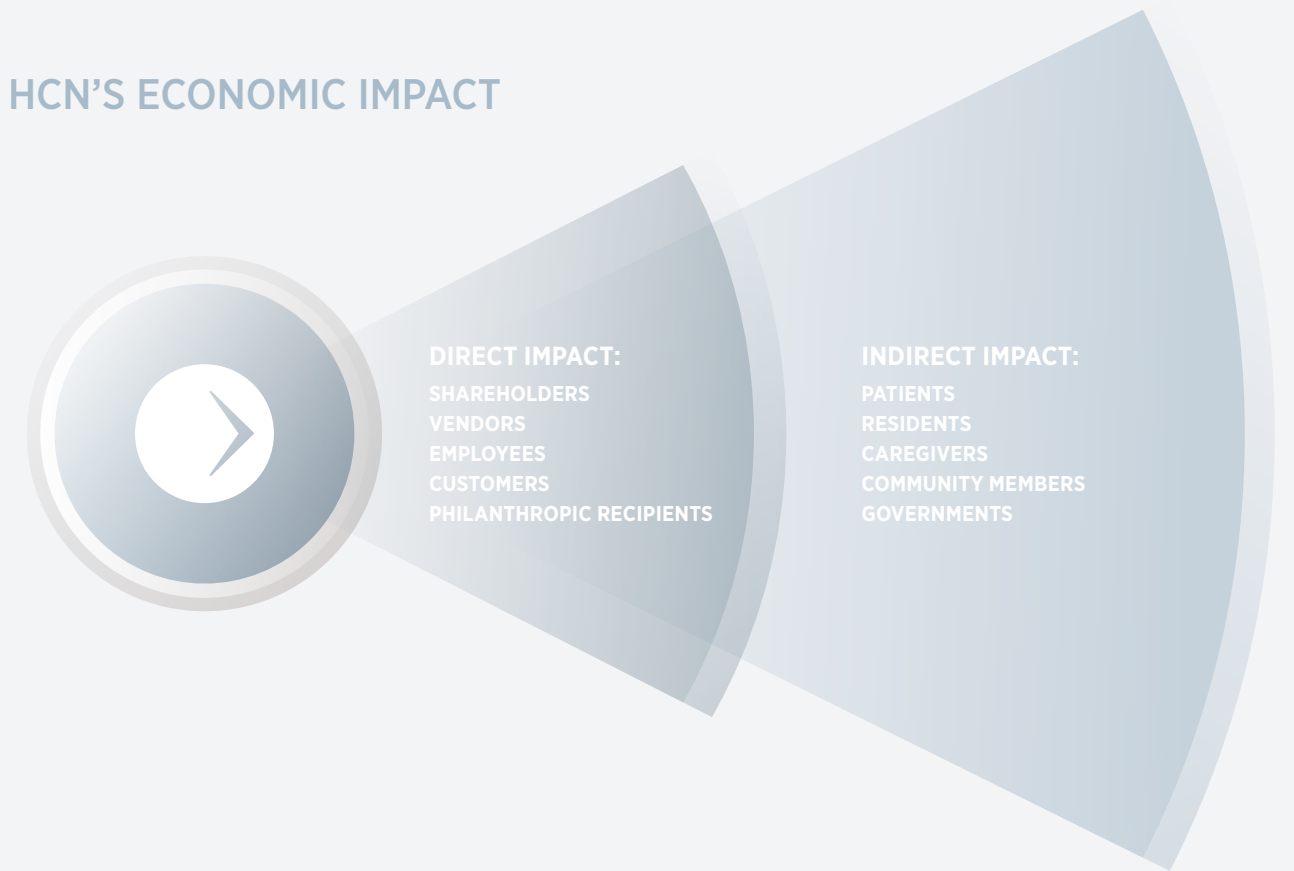 HCN’S ECONOMIC IMPACT
DIRECT IMPACT:
SHAREHOLDERS
VENDORS
EMPLOYEES
CUSTOMERS
PHILANTHROPIC RECIPIENTS
INDIRECT IMPACT:
PATIENTS
RESIDENTS
CAREGIVERS
COMMUNITY MEMBERS
GOVERNMENTS